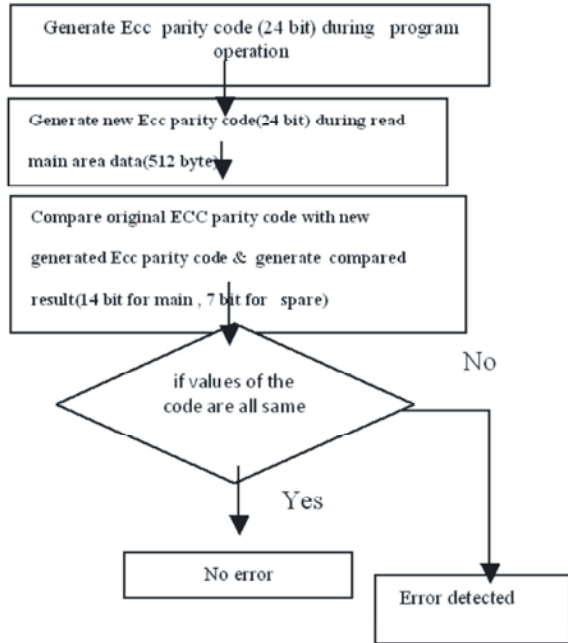 Generate Ecc parity code (24 bit) during program
operation
Generate new Ecc parity code(24 bit) during read
main area data(512 byte)
Compare original ECC parity code with new
generated Ecc parity code & generate compared
result(14 bit for main , 7 bit for spare)
if values of the
code are all same
No
Yes
No error
Error detected